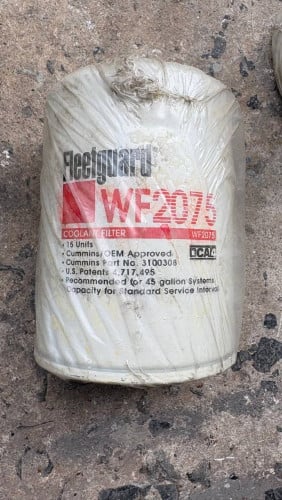 Fleetguard
WF2075
COOLANT FILTER WF2075
• 15 Units DCA4
• Cummins/OEM Approved
• Cummins Part No. 3100308
• U.S. Patents 4,717,495
• Recommended for 45 gallon Systems
Capacity for Standard Service Interval